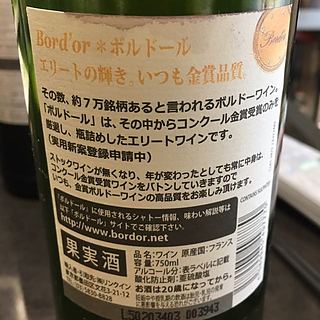 Bord'or＊ボルドール
エリートの輝き。いつも金賞品質。
その数、約7万銘柄あると言われるボルドーワイン。
「ボルドール」は、その中からコンクール金賞受賞のみを
厳選し、瓶詰めしたエリートワインです。
(実用新案登録申請中)
ストックワインが無くなり、年が変わったとしても常に中身は、
コンクール金賞受賞ワインをバトンしていきますので
いつも、金賞ボルドーワインの高品質をお楽しみ頂けます。
「ボルドール」に使用されるシャトー情報、味わい解説等は
以下「ボルドール」サイトでご確認下さい。
http://www.bordor.net
果実酒
品名:ワイン 原産国:フランス
容量:750ml
アルコール分:表ラベルに記載
酸化防止剤:亜硫酸塩
お酒は20歳になってから。
L50203403 003943